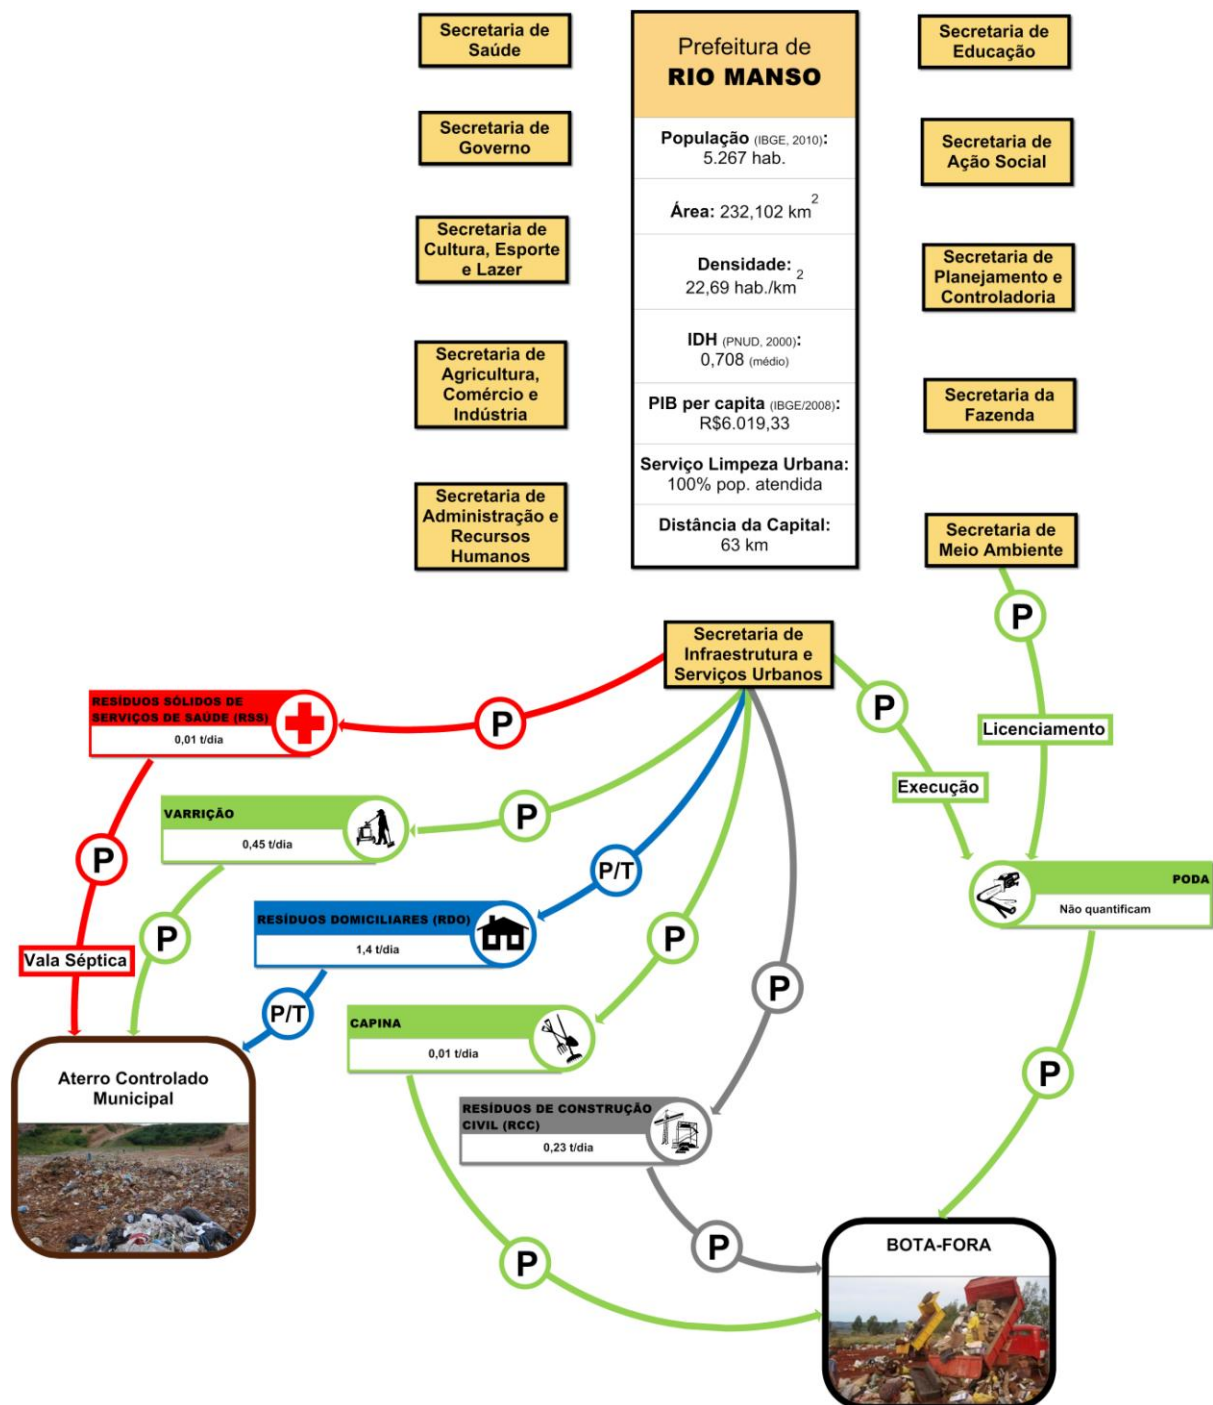 Secretaria de
Saúde
Secretaria de
Governo
Secretaria de
Cultura, Esporte
e Lazer
Secretaria de
Agricultura,
Comércio e
Indústria
Secretaria de
Administração e
Recursos
Humanos
Prefeitura de
RIO MANSO
População (IBGE, 2010):
5.267 hab.
Área: 232,102 km²
Densidade:
22,69 hab./km²
IDH (PNUD, 2000):
0,708 (médio)
PIB per capita (IBGE/2008):
R$6.019,33
Serviço Limpeza Urbana:
100% pop. atendida
Distância da Capital:
63 km
Secretaria de
Educação
Secretaria de
Ação Social
Secretaria de
Planejamento e
Controladoria
Secretaria da
Fazenda
Secretaria de
Meio Ambiente
P
Secretaria de
Infraestrutura e
Serviços Urbanos
P
Licenciamento
Execução
P
RESÍDUOS SÓLIDOS DE
SERVIÇOS DE SAÚDE (RSS)
0,01 t/dia
P
VARRIÇÃO
0,45 t/dia
P
P/T
P
RESÍDUOS DOMICILIARES (RDO)
1,4 t/dia
P
PODA
Não quantificam
P
Vala Séptica
P/T
P
CAPINA
0,01 t/dia
P
Aterro Controlado
Municipal
RESÍDUOS DE CONSTRUÇÃO
CIVIL (RCC)
0,23 t/dia
P
P
BOTA-FORA